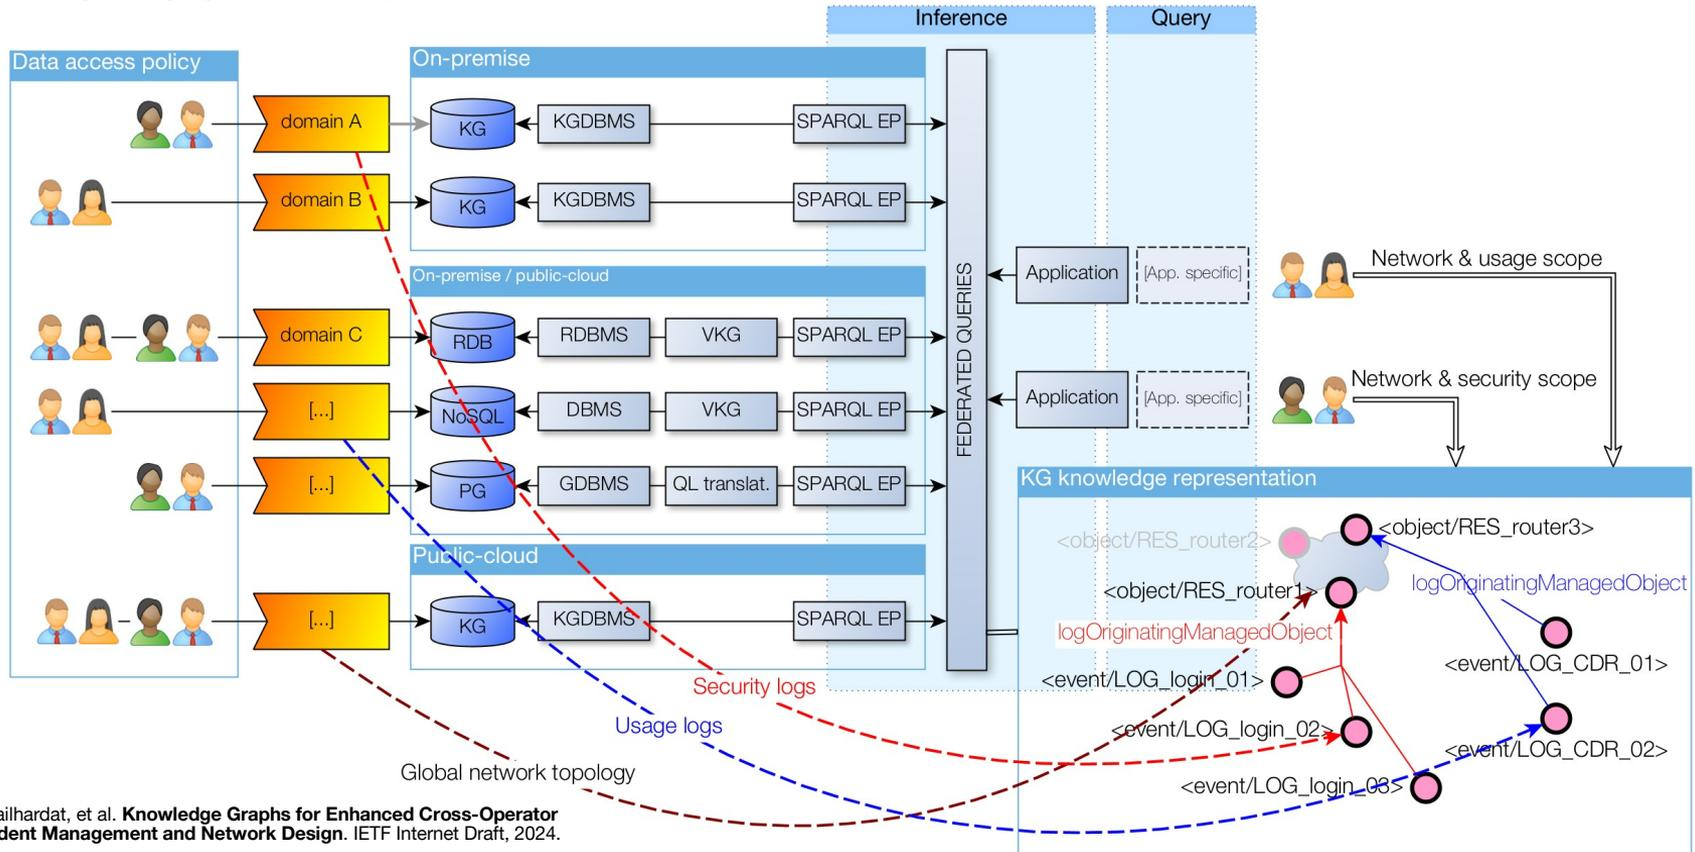 Inference
Query
Data access policy
On-premise
domain A
KG
KGDBMS
SPARQL EP
domain B
KG
KGDBMS
SPARQL EP
On-premise / public-cloud
domain C
RDB
RDBMS
VKG
SPARQL EP
[...]
NoSQL
DBMS
VKG
SPARQL EP
[...]
PG
GDBMS
QL translat.
SPARQL EP
Public-cloud
[...]
KG
KGDBMS
SPARQL EP
FEDERATED QUERIES
Application
[App. specific]
Network & usage scope
Application
[App. specific]
Network & security scope
KG knowledge representation
<object/RES_router2>
<object/RES_router3>
<object/RES_router1>
logOriginatingManagedObject
logOriginatingManagedObject
<event/LOG_CDR_01>
<event/LOG_login_01>
<event/LOG_login_02>
<event/LOG_CDR_02>
<event/LOG_login_03>
Security logs
Usage logs
Global network topology
ailhardat, et al. Knowledge Graphs for Enhanced Cross-Operator
dent Management and Network Design. IETF Internet Draft, 2024.